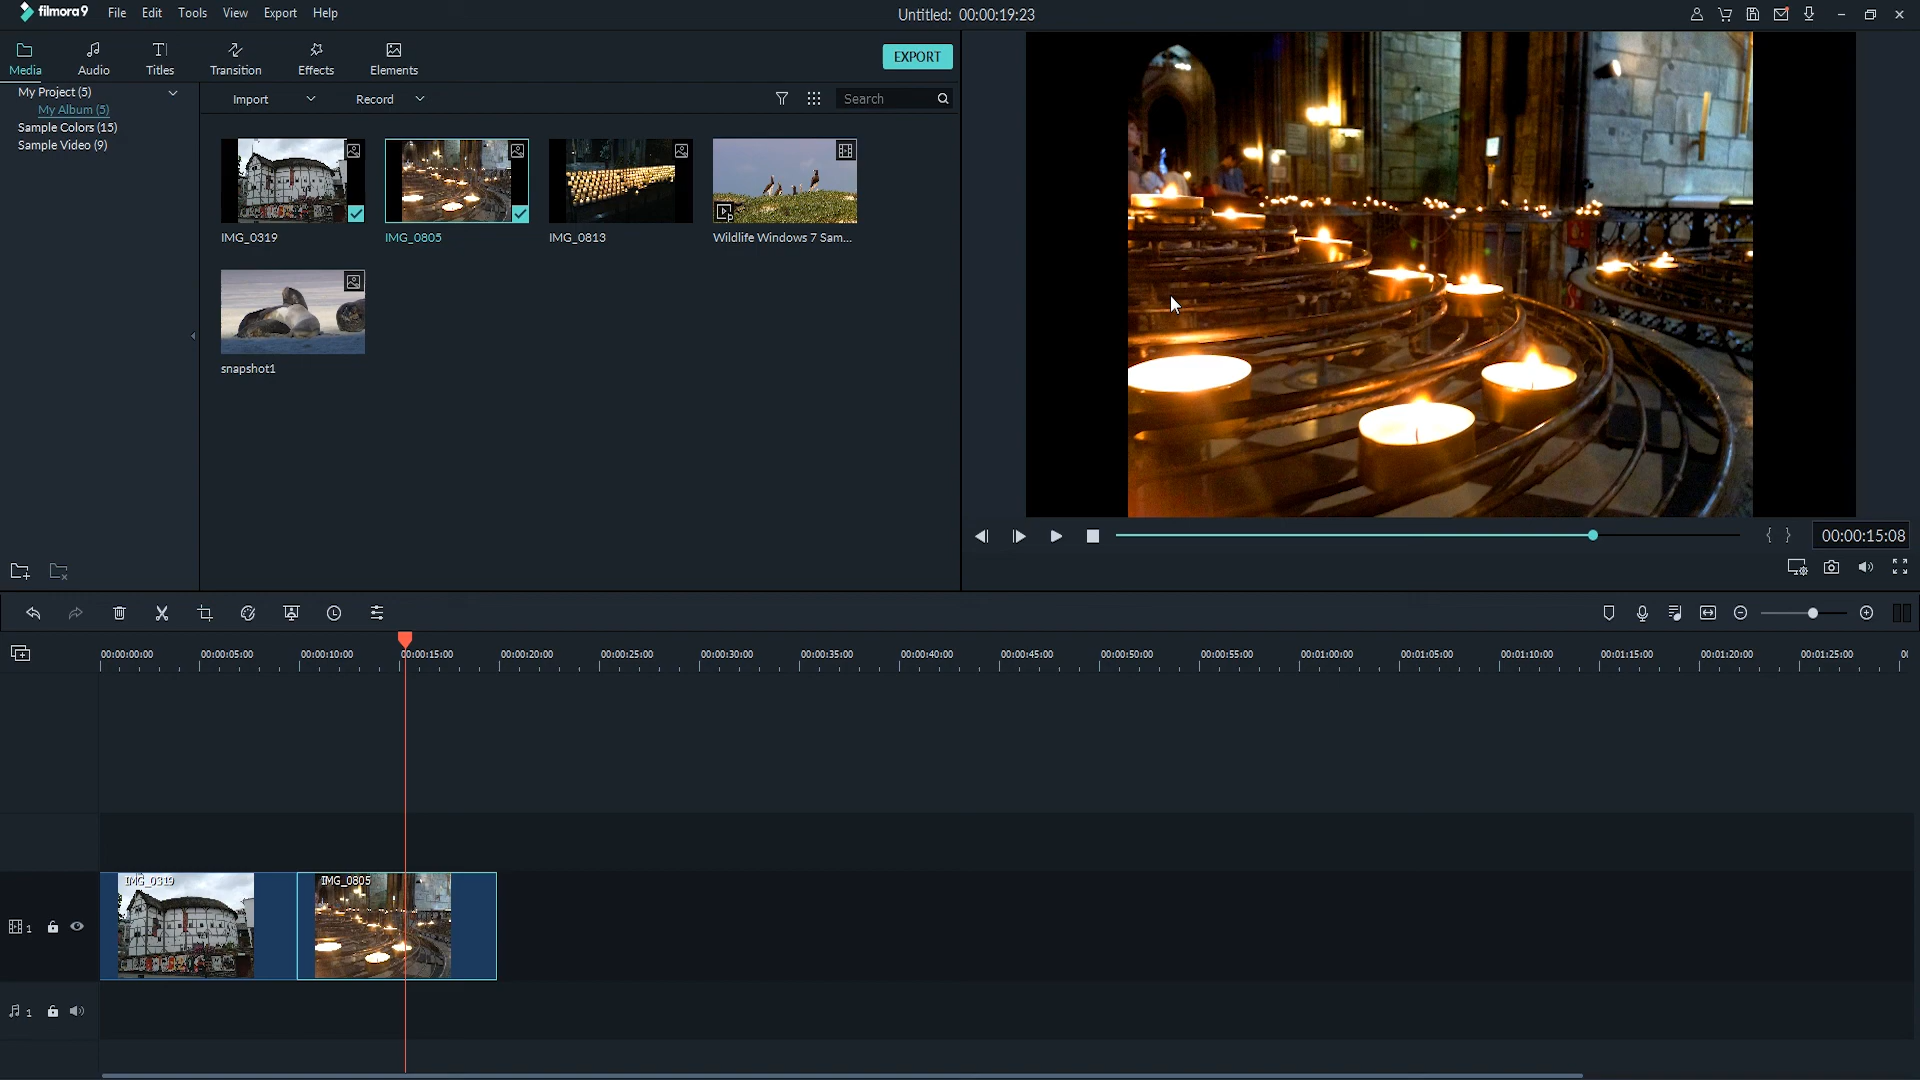 filmora9 File Edit Tools View Export Help
Untitled: 00:00:19:23
Media Audio Titles Transition Effects Elements
EXPORT
My Project (5)
My Album (5)
Sample Colors (15)
Sample Video (9)
Import Record Search
IMG_0319 IMG_0805 IMG_0813 Wildlife Windows 7 Sam...
snapshot1
00:00:15:08
00:00:00:00 00:00:05:00 00:00:10:00 00:00:15:00 00:00:20:00 00:00:25:00 00:00:30:00 00:00:35:00 00:00:40:00 00:00:45:00 00:00:50:00 00:00:55:00 00:01:00:00 00:01:05:00 00:01:10:00 00:01:15:00 00:01:20:00 00:01:25:00
IMG_0319 IMG_0805
1
1